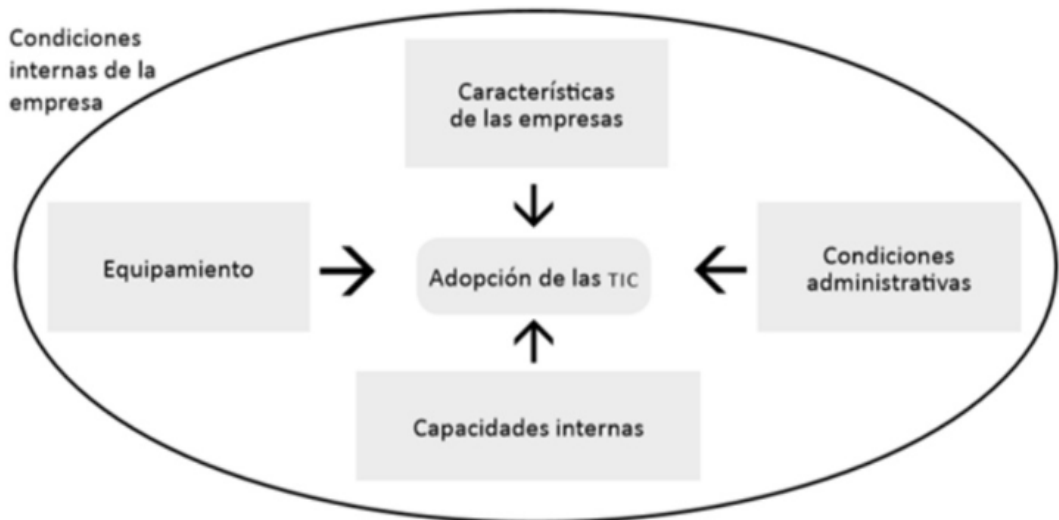 Condiciones
internas de la
empresa
Características
de las empresas
Equipamiento
Adopción de las TIC
Condiciones
administrativas
Capacidades internas